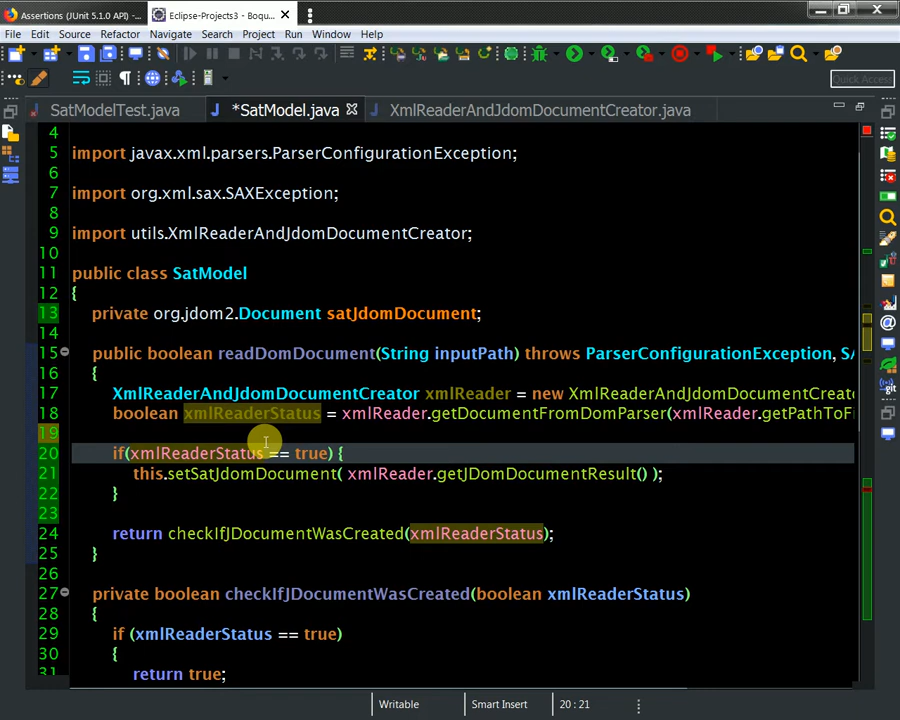 Assertions (JUnit 5.1.0 API) - ...
Eclipse-Projects3 - Boqu...
File Edit Source Refactor Navigate Search Project Run Window Help
Quick Access
SatModelTest.java
*SatModel.java
XmlReaderAndJdomDocumentCreator.java
4
5 import javax.xml.parsers.ParserConfigurationException;
6
7 import org.xml.sax.SAXException;
8
9 import utils.XmlReaderAndJdomDocumentCreator;
10
11 public class SatModel
12 {
13 private org.jdom2.Document satJdomDocument;
14
15 public boolean readDomDocument(String inputPath) throws ParserConfigurationException, SA
16 {
17 XmlReaderAndJdomDocumentCreator xmlReader = new XmlReaderAndJdomDocumentCreato
18 boolean xmlReaderStatus = xmlReader.getDocumentFromDomParser(xmlReader.getPathToFi
19
20 if(xmlReaderStatus == true) {
21 this.setSatJdomDocument( xmlReader.getJDomDocumentResult() );
22 }
23
24 return checkIfJDocumentWasCreated(xmlReaderStatus);
25 }
26
27 private boolean checkIfJDocumentWasCreated(boolean xmlReaderStatus)
28 {
29 if (xmlReaderStatus == true)
30 {
31 return true;
Writable Smart Insert 20 : 21